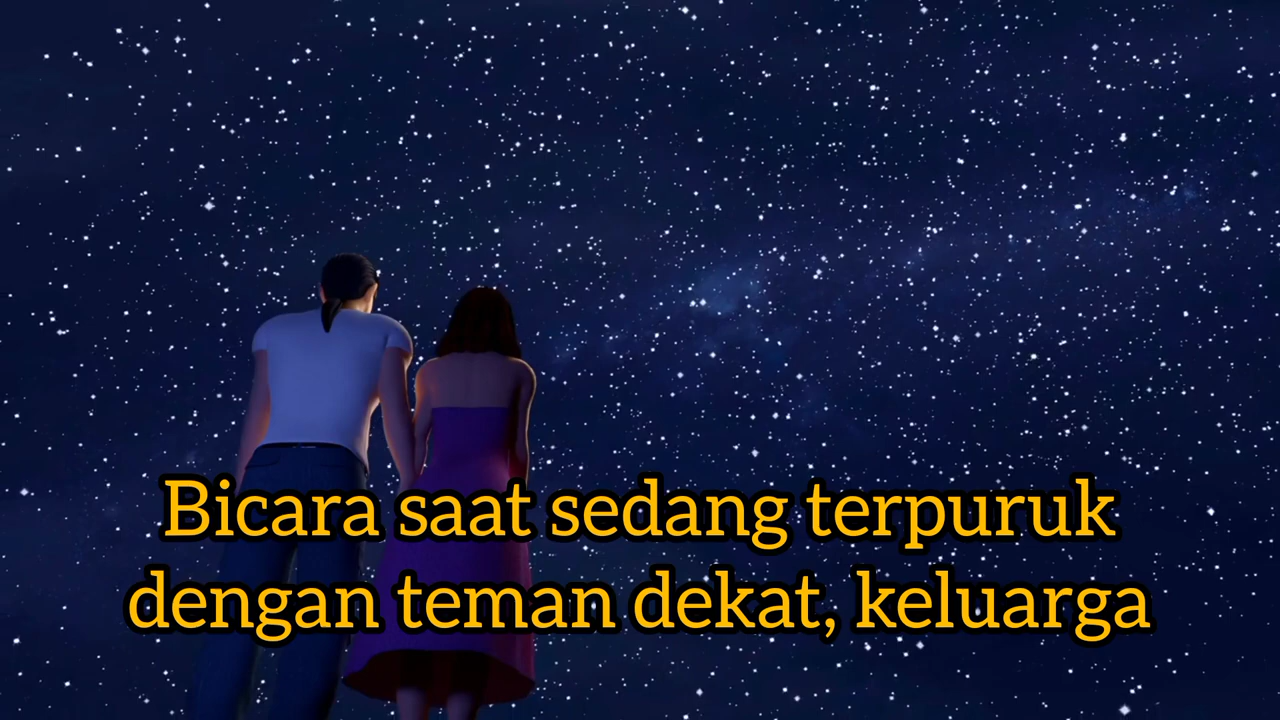 Bicara saat sedang terpuruk
dengan teman dekat, keluarga